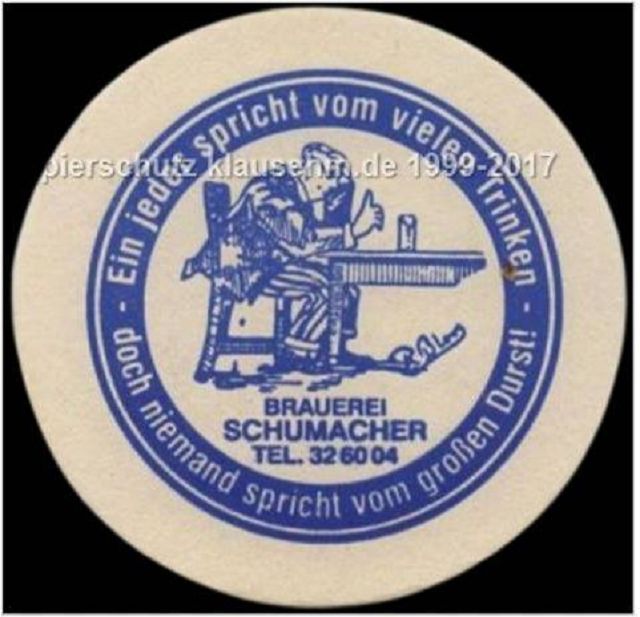 - Ein jeder spricht vom vielen Trinken -
doch niemand spricht vom großen Durst!
pierschutz klausehm.de 1999-2017
BRAUEREI
SCHUMACHER
TEL. 32 60 04